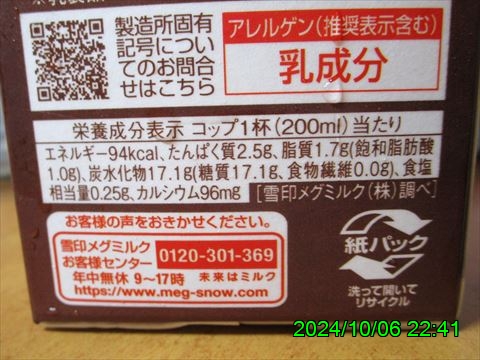 製造所固有
記号につい
てのお問合
せはこちら
アレルゲン(推奨表示含む)
乳成分
栄養成分表示 コップ1杯(200ml)当たり
エネルギー94kcal、たんぱく質2.5g、脂質1.7g(飽和脂肪酸
1.0g)、炭水化物17.1g(糖質17.1g、食物繊維0.0g)、食塩
相当量0.25g、カルシウム96mg [雪印メグミルク(株)調べ]
お客様の声をおきかせください。
雪印メグミルク
お客様センター
0120-301-369
年中無休 9〜17時 未来はミルク
https://www.meg-snow.com
紙パック
洗って開いて
リサイクル
2024/10/06 22:41